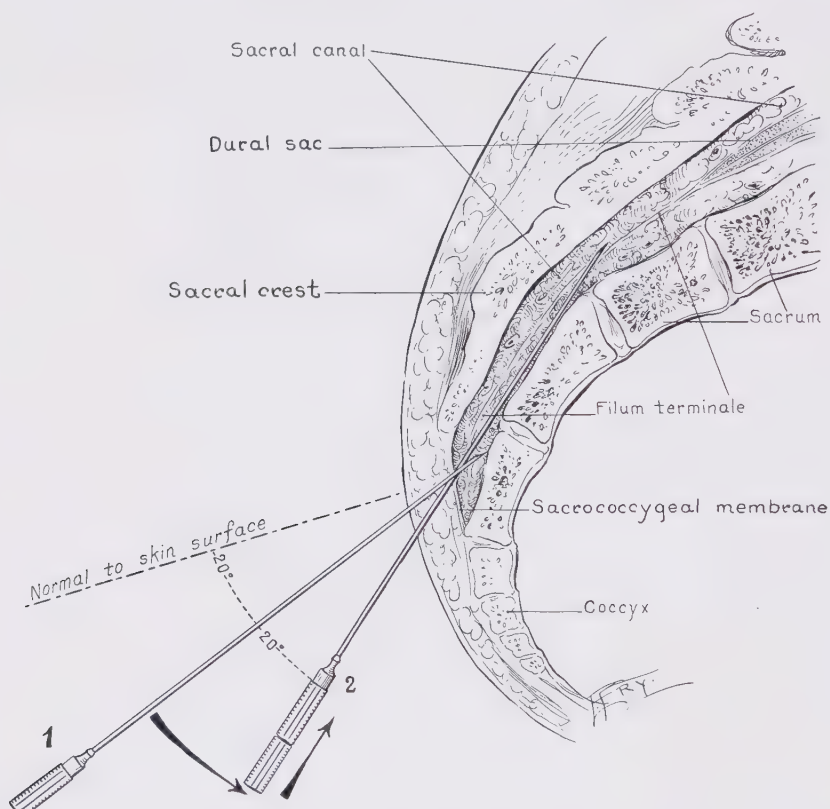 Sacral canal
Dural sac
Sacral crest
Sacrum
Filum terminale
Sacrococcygeal membrane
Normal to skin surface
20°
20°
Coccyx
2
1
FRY.